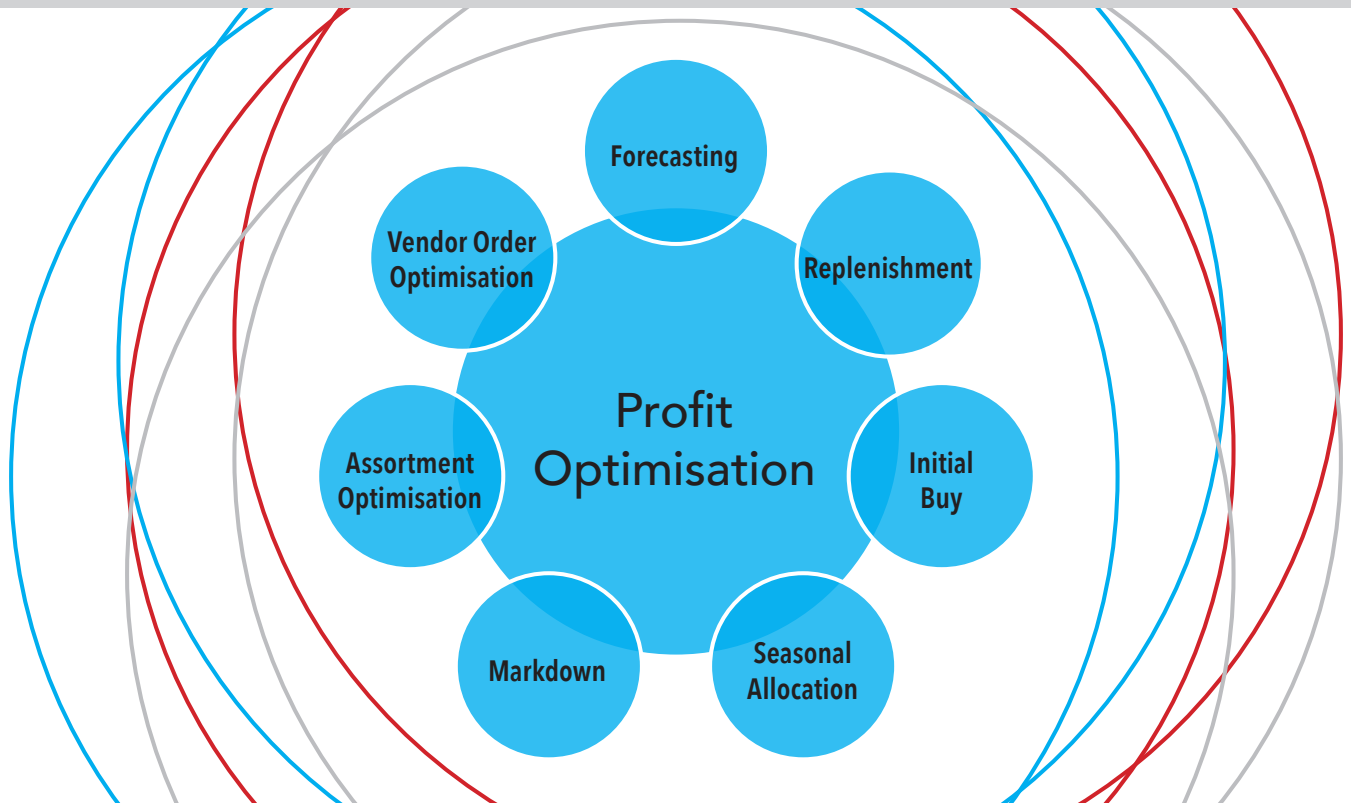 Forecasting
Vendor Order
Optimisation
Replenishment
Profit
Optimisation
Assortment
Optimisation
Initial
Buy
Markdown
Seasonal
Allocation